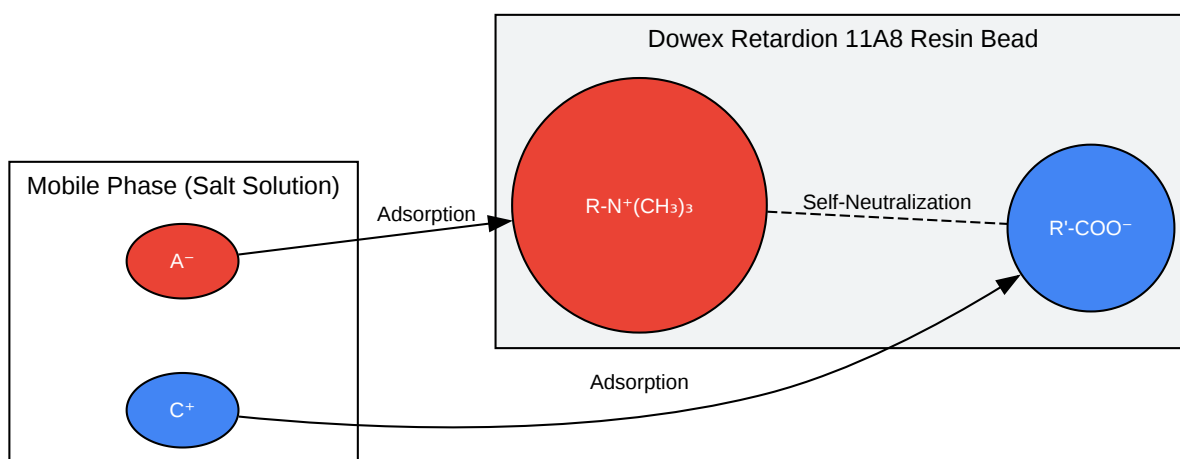 Dowex Retardion 11A8 Resin Bead
Mobile Phase (Salt Solution)
Adsorption
R-N⁺(CH₃)₃
Self-Neutralization
R'-COO⁻
A⁻
Adsorption
C⁺